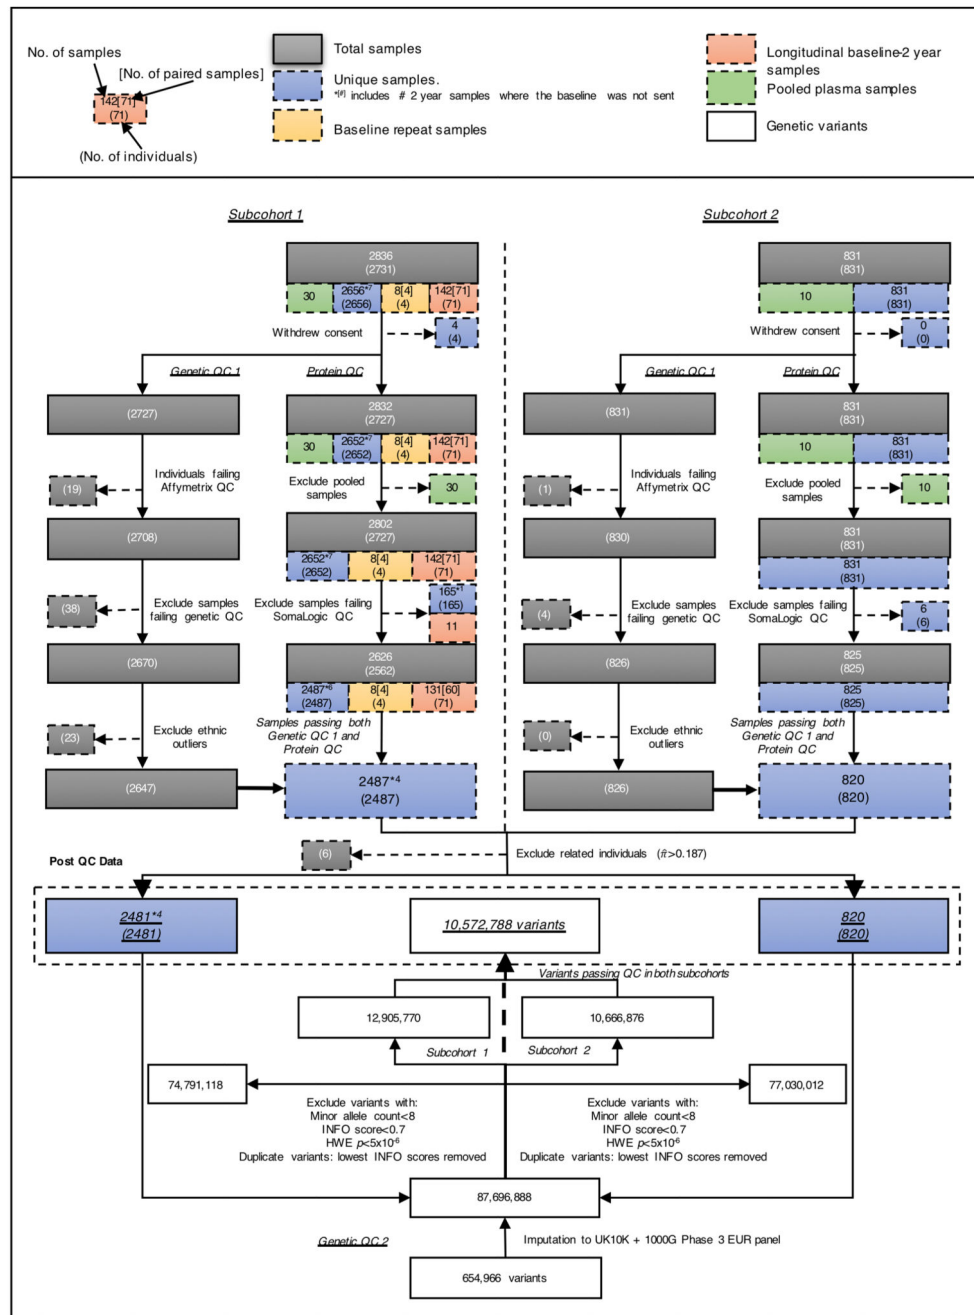 No. of samples
[No. of paired samples]
142[71]
(71)
(No. of individuals)
Total samples
Unique samples.
*[#] includes # 2 year samples where the baseline was not sent
Baseline repeat samples
Longitudinal baseline-2 year
samples
Pooled plasma samples
Genetic variants
Subcohort 1
2836
(2731)
30
2656*7
(2656)
8[4]
(4)
142[71]
(71)
Withdrew consent
4
(4)
Genetic QC 1
Protein QC
(2727)
2832
(2727)
30
2652*7
(2652)
8[4]
(4)
142[71]
(71)
Individuals failing
Affymetrix QC
(19)
Exclude pooled
samples
30
(2708)
2802
(2727)
2652*7
(2652)
8[4]
(4)
142[71]
(71)
(38)
Exclude samples
failing genetic QC
Exclude samples failing
SomaLogic QC
165*1
(165)
11
(2670)
2626
(2562)
2487*6
(2487)
8[4]
(4)
131[60]
(71)
(23)
Exclude ethnic
outliers
Samples passing both
Genetic QC 1 and
Protein QC
(2647)
2487*4
(2487)
Subcohort 2
831
(831)
10
831
(831)
Withdrew consent
0
(0)
Genetic QC 1
Protein QC
(831)
831
(831)
10
831
(831)
Individuals failing
Affymetrix QC
(1)
Exclude pooled
samples
10
(830)
831
(831)
831
(831)
(4)
Exclude samples
failing genetic QC
Exclude samples failing
SomaLogic QC
6
(6)
(826)
825
(825)
825
(825)
(0)
Exclude ethnic
outliers
Samples passing both
Genetic QC 1 and
Protein QC
(826)
820
(820)
(6)
Exclude related individuals (π̂>0.187)
Post QC Data
2481*4
(2481)
10,572,788 variants
820
(820)
Variants passing QC in both subcohorts
12,905,770
10,666,876
Subcohort 1
Subcohort 2
74,791,118
77,030,012
Exclude variants with:
Minor allele count<8
INFO score<0.7
HWE p<5x10-6
Duplicate variants: lowest INFO scores removed
Exclude variants with:
Minor allele count<8
INFO score<0.7
HWE p<5x10-6
Duplicate variants: lowest INFO scores removed
87,696,888
Genetic QC 2
Imputation to UK10K + 1000G Phase 3 EUR panel
654,966 variants